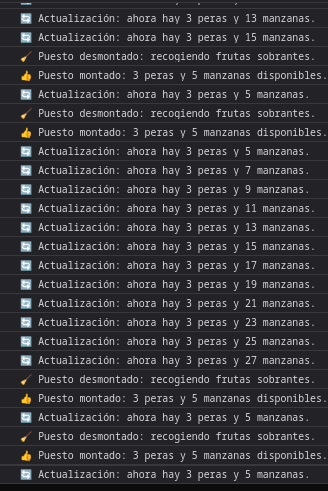 🔄 Actualización: ahora hay 3 peras y 13 manzanas.
🔄 Actualización: ahora hay 3 peras y 15 manzanas.
🧹 Puesto desmontado: recogiendo frutas sobrantes.
👍 Puesto montado: 3 peras y 5 manzanas disponibles.
🔄 Actualización: ahora hay 3 peras y 5 manzanas.
🧹 Puesto desmontado: recogiendo frutas sobrantes.
👍 Puesto montado: 3 peras y 5 manzanas disponibles.
🔄 Actualización: ahora hay 3 peras y 5 manzanas.
🔄 Actualización: ahora hay 3 peras y 7 manzanas.
🔄 Actualización: ahora hay 3 peras y 9 manzanas.
🔄 Actualización: ahora hay 3 peras y 11 manzanas.
🔄 Actualización: ahora hay 3 peras y 13 manzanas.
🔄 Actualización: ahora hay 3 peras y 15 manzanas.
🔄 Actualización: ahora hay 3 peras y 17 manzanas.
🔄 Actualización: ahora hay 3 peras y 19 manzanas.
🔄 Actualización: ahora hay 3 peras y 21 manzanas.
🔄 Actualización: ahora hay 3 peras y 23 manzanas.
🔄 Actualización: ahora hay 3 peras y 25 manzanas.
🔄 Actualización: ahora hay 3 peras y 27 manzanas.
🧹 Puesto desmontado: recogiendo frutas sobrantes.
👍 Puesto montado: 3 peras y 5 manzanas disponibles.
🔄 Actualización: ahora hay 3 peras y 5 manzanas.
🧹 Puesto desmontado: recogiendo frutas sobrantes.
👍 Puesto montado: 3 peras y 5 manzanas disponibles.
🔄 Actualización: ahora hay 3 peras y 5 manzanas.